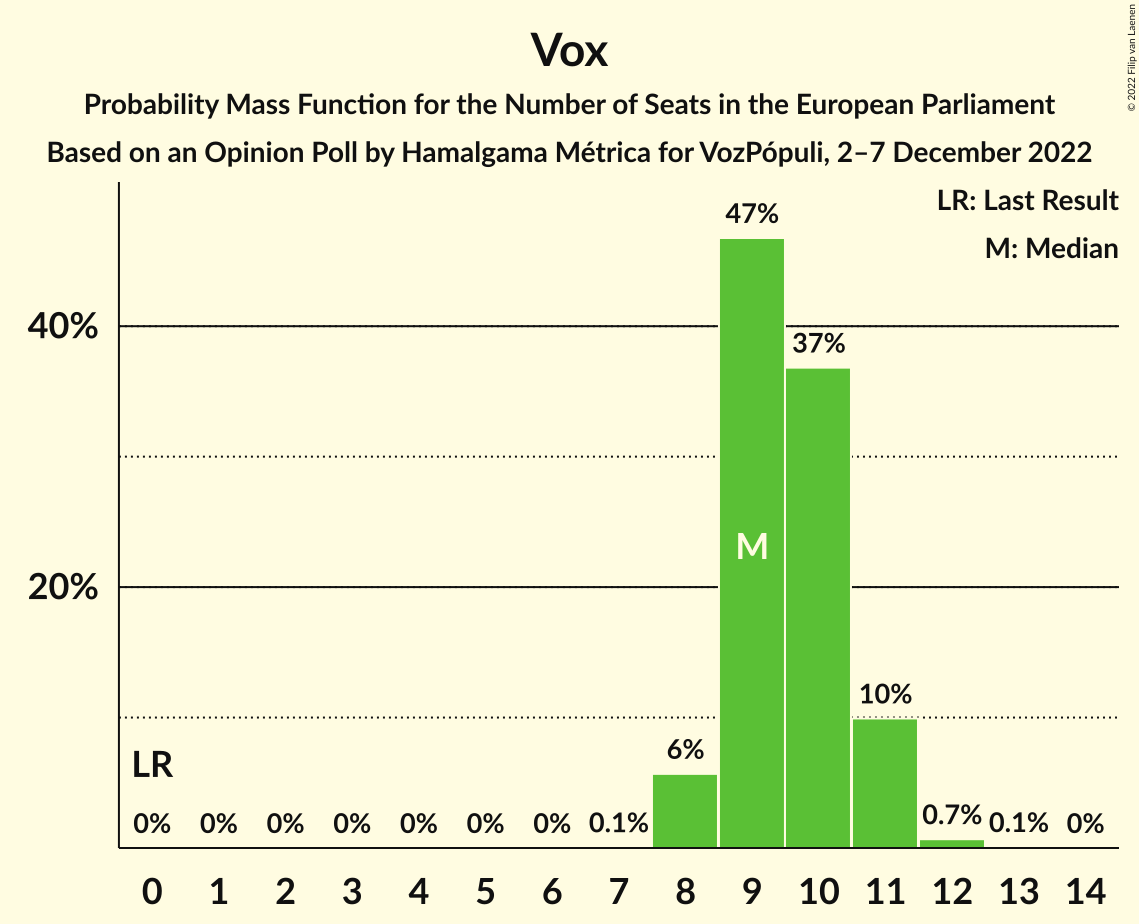 Vox
Probability Mass Function for the Number of Seats in the European Parliament
Based on an Opinion Poll by Hamalgama Métrica for VozPópuli, 2–7 December 2022
© 2022 Filip van Laenen
LR: Last Result
M: Median
47%
40%
37%
M
20%
10%
6%
LR
0% 0% 0% 0% 0% 0% 0% 0.1% 0.7% 0.1% 0%
0 1 2 3 4 5 6 7 8 9 10 11 12 13 14